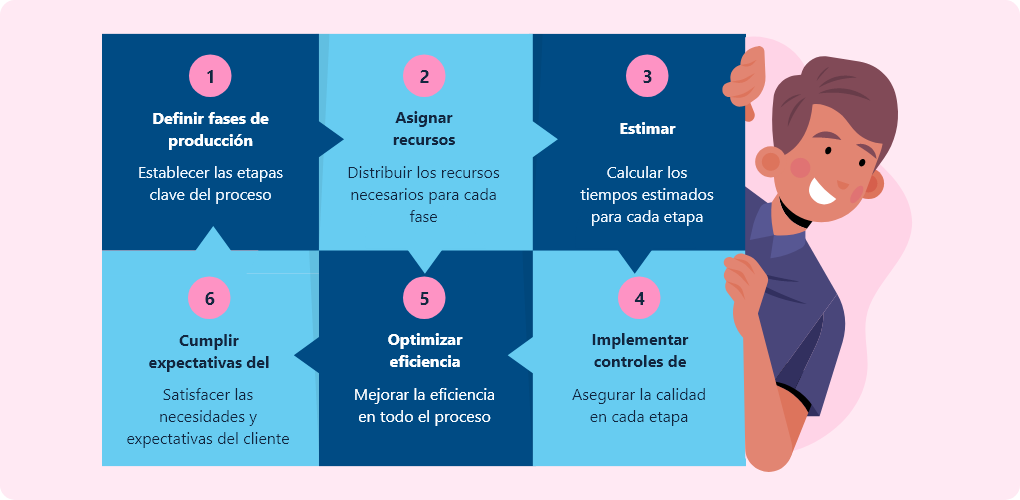 1
Definir fases de
producción
Establecer las etapas
clave del proceso
2
Asignar
recursos
Distribuir los recursos
necesarios para cada
fase
3
Estimar
Calcular los
tiempos estimados
para cada etapa
4
Implementar
controles de
Asegurar la calidad
en cada etapa
5
Optimizar
eficiencia
Mejorar la eficiencia
en todo el proceso
6
Cumplir
expectativas del
Satisfacer las
necesidades y
expectativas del cliente